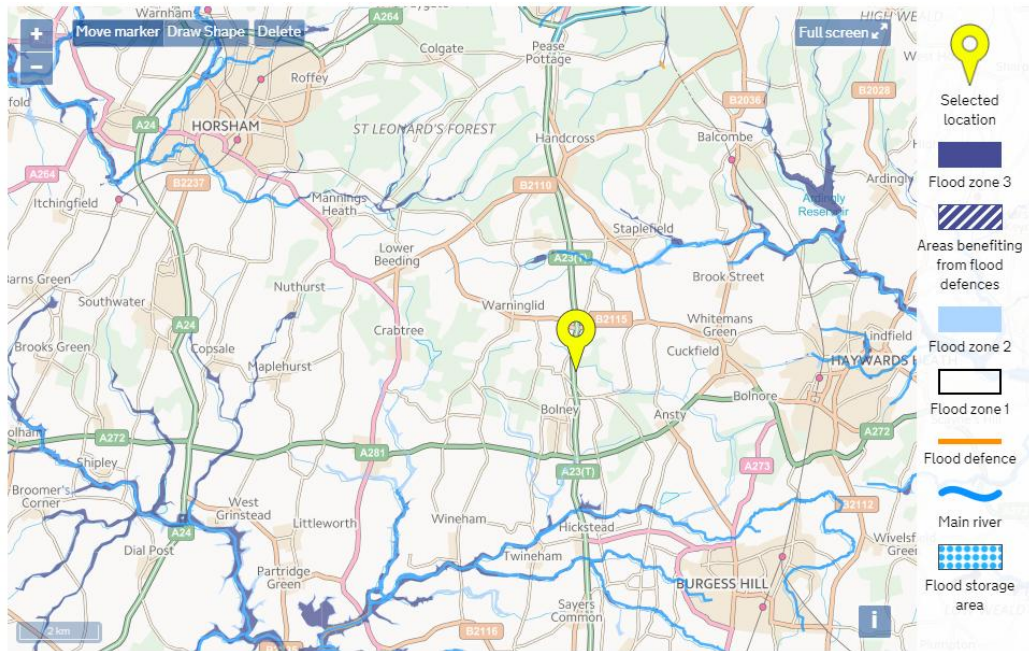 Warnham
A264
HIGH WEALD
+
Move marker Draw Shape Delete
Full screen
Pease
Pottage
Colgate
−
Roffey
B2036
B2028
Selected
location
A24
HORSHAM
ST LEONARD'S FOREST
Handcross
Balcombe
A264
B2237
B2110
Flood zone 3
Itchingfield
Mannings
Heath
Ardingly
Ardingly
Reservoir
Staplefield
Lower
Beeding
A23(T)
Areas benefiting
from flood
defences
Barns Green
Nuthurst
Brook Street
Southwater
Warninglid
B2115
Whitemans
Green
A24
Crabtree
Lindfield
Brooks Green
Copsale
Cuckfield
Flood zone 2
Maplehurst
HAYWARDS HEATH
Bolnore
Bolney
Ansty
Flood zone 1
A272
A281
A272
Shipley
A23(T)
A273
Flood defence
Broomer's
Corner
West
Grinstead
B2112
Littleworth
Wineham
Hickstead
Main river
A24
Dial Post
Twineham
Partridge
Green
BURGESS HILL
Flood storage
area
Sayers
Common
2 km
B2116
i